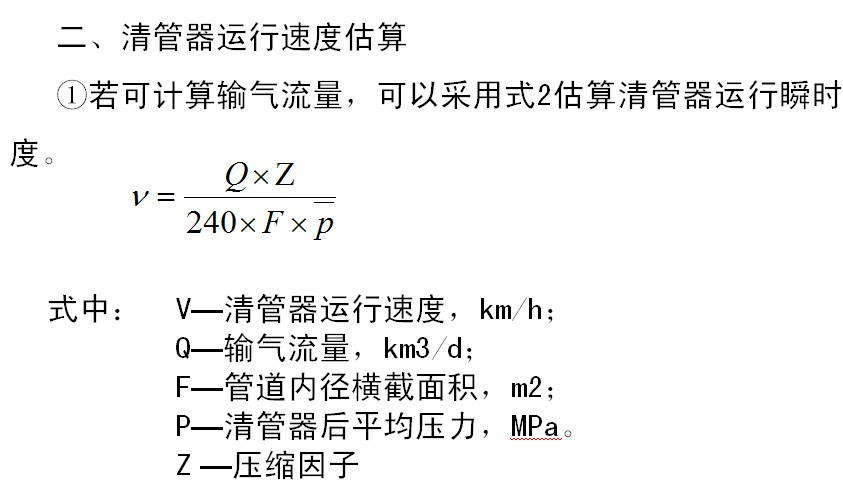 二、清管器运行速度估算
①若可计算输气流量，可以采用式2估算清管器运行瞬时
度。
ν = Q×Z / 240×F×p̅
式中： V—清管器运行速度，km/h；
Q—输气流量，km3/d；
F—管道内径横截面积，m2；
P—清管器后平均压力，MPa。
Z —压缩因子